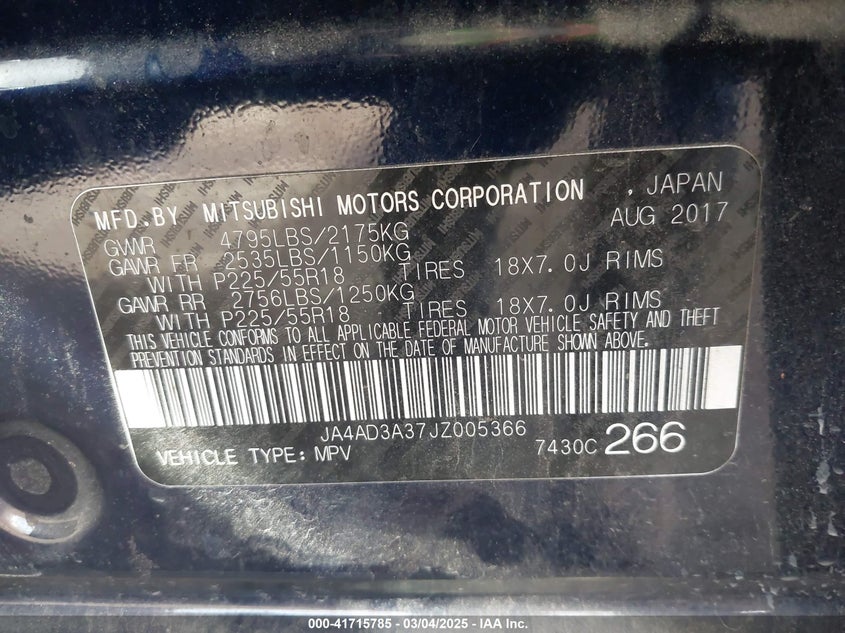 MFD.BY MITSUBISHI MOTORS CORPORATION , JAPAN
GVWR 4795LBS/2175KG AUG 2017
GAWR FR 2535LBS/1150KG
WITH P225/55R18 TIRES 18X7.0J RIMS
GAWR RR 2756LBS/1250KG
WITH P225/55R18 TIRES 18X7.0J RIMS
THIS VEHICLE CONFORMS TO ALL APPLICABLE FEDERAL MOTOR VEHICLE SAFETY AND THEFT
PREVENTION STANDARDS IN EFFECT ON THE DATE OF MANUFACTURE SHOWN ABOVE.
JA4AD3A37JZ005366
VEHICLE TYPE: MPV 7430C 266
000-41715785 - 03/04/2025 - IAA Inc.